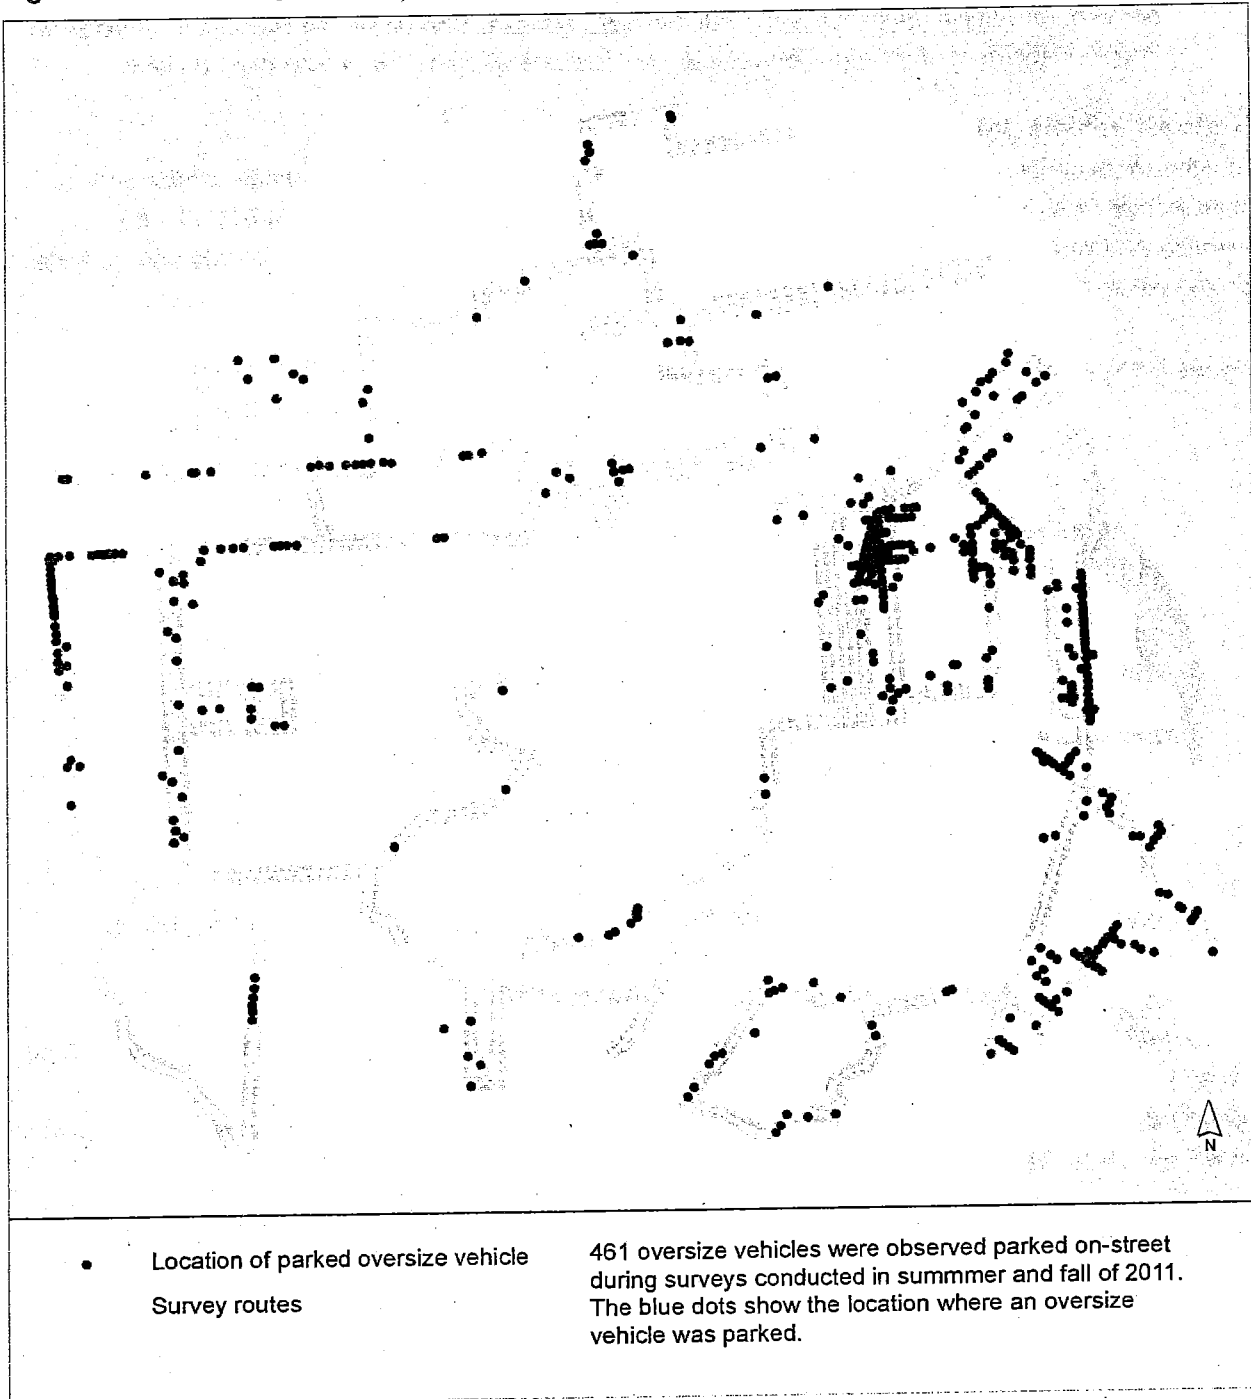 N
Location of parked oversize vehicle
Survey routes
461 oversize vehicles were observed parked on-street
during surveys conducted in summmer and fall of 2011.
The blue dots show the location where an oversize
vehicle was parked.